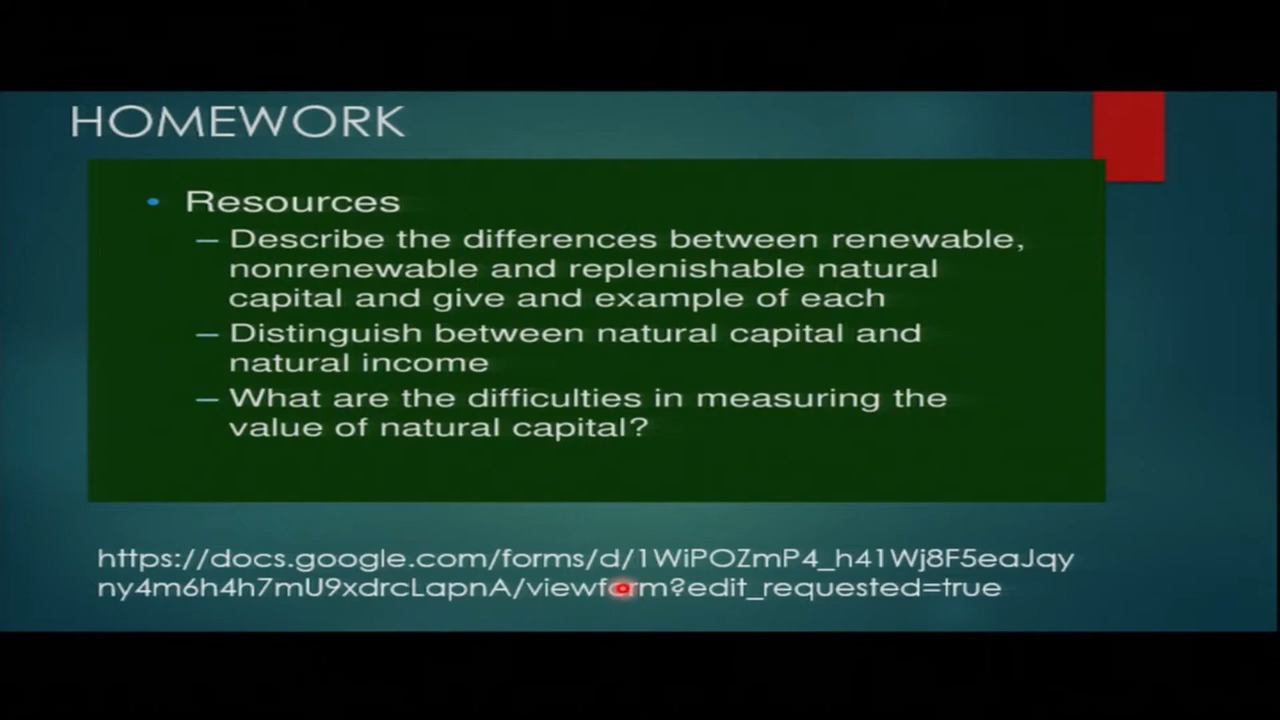 HOMEWORK
• Resources
– Describe the differences between renewable,
nonrenewable and replenishable natural
capital and give and example of each
– Distinguish between natural capital and
natural income
– What are the difficulties in measuring the
value of natural capital?
https://docs.google.com/forms/d/1WiPOZmP4_h41Wj8F5eaJqy
ny4m6h4h7mU9xdrcLapnA/viewform?edit_requested=true